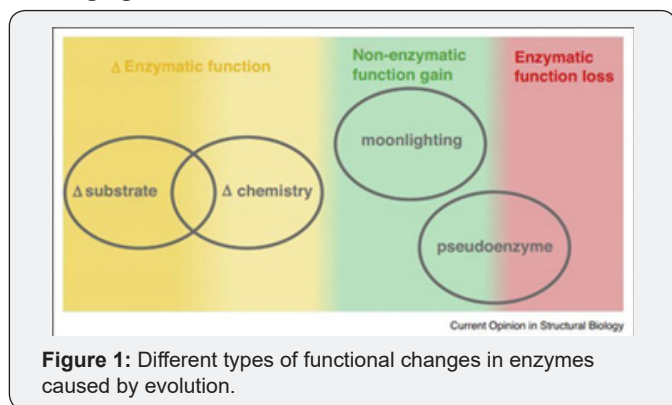 Δ Enzymatic function
Non-enzymatic
function gain
Enzymatic
function loss
moonlighting
Δ substrate
Δ chemistry
pseudoenzyme
Current Opinion in Structural Biology
Figure 1: Different types of functional changes in enzymes
caused by evolution.